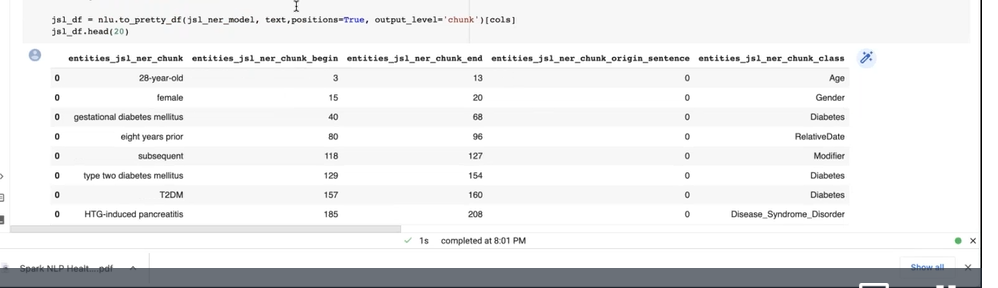 jsl_df = nlu.to_pretty_df(jsl_ner_model, text,positions=True, output_level='chunk')[cols]
jsl_df.head(20)
entities_jsl_ner_chunk entities_jsl_ner_chunk_begin entities_jsl_ner_chunk_end entities_jsl_ner_chunk_origin_sentence entities_jsl_ner_chunk_class
0 28-year-old 3 13 0 Age
0 female 15 20 0 Gender
0 gestational diabetes mellitus 40 68 0 Diabetes
0 eight years prior 80 96 0 RelativeDate
0 subsequent 118 127 0 Modifier
0 type two diabetes mellitus 129 154 0 Diabetes
0 T2DM 157 160 0 Diabetes
0 HTG-induced pancreatitis 185 208 0 Disease_Syndrome_Disorder
1s completed at 8:01 PM
Spark NLP Healt....pdf Show all